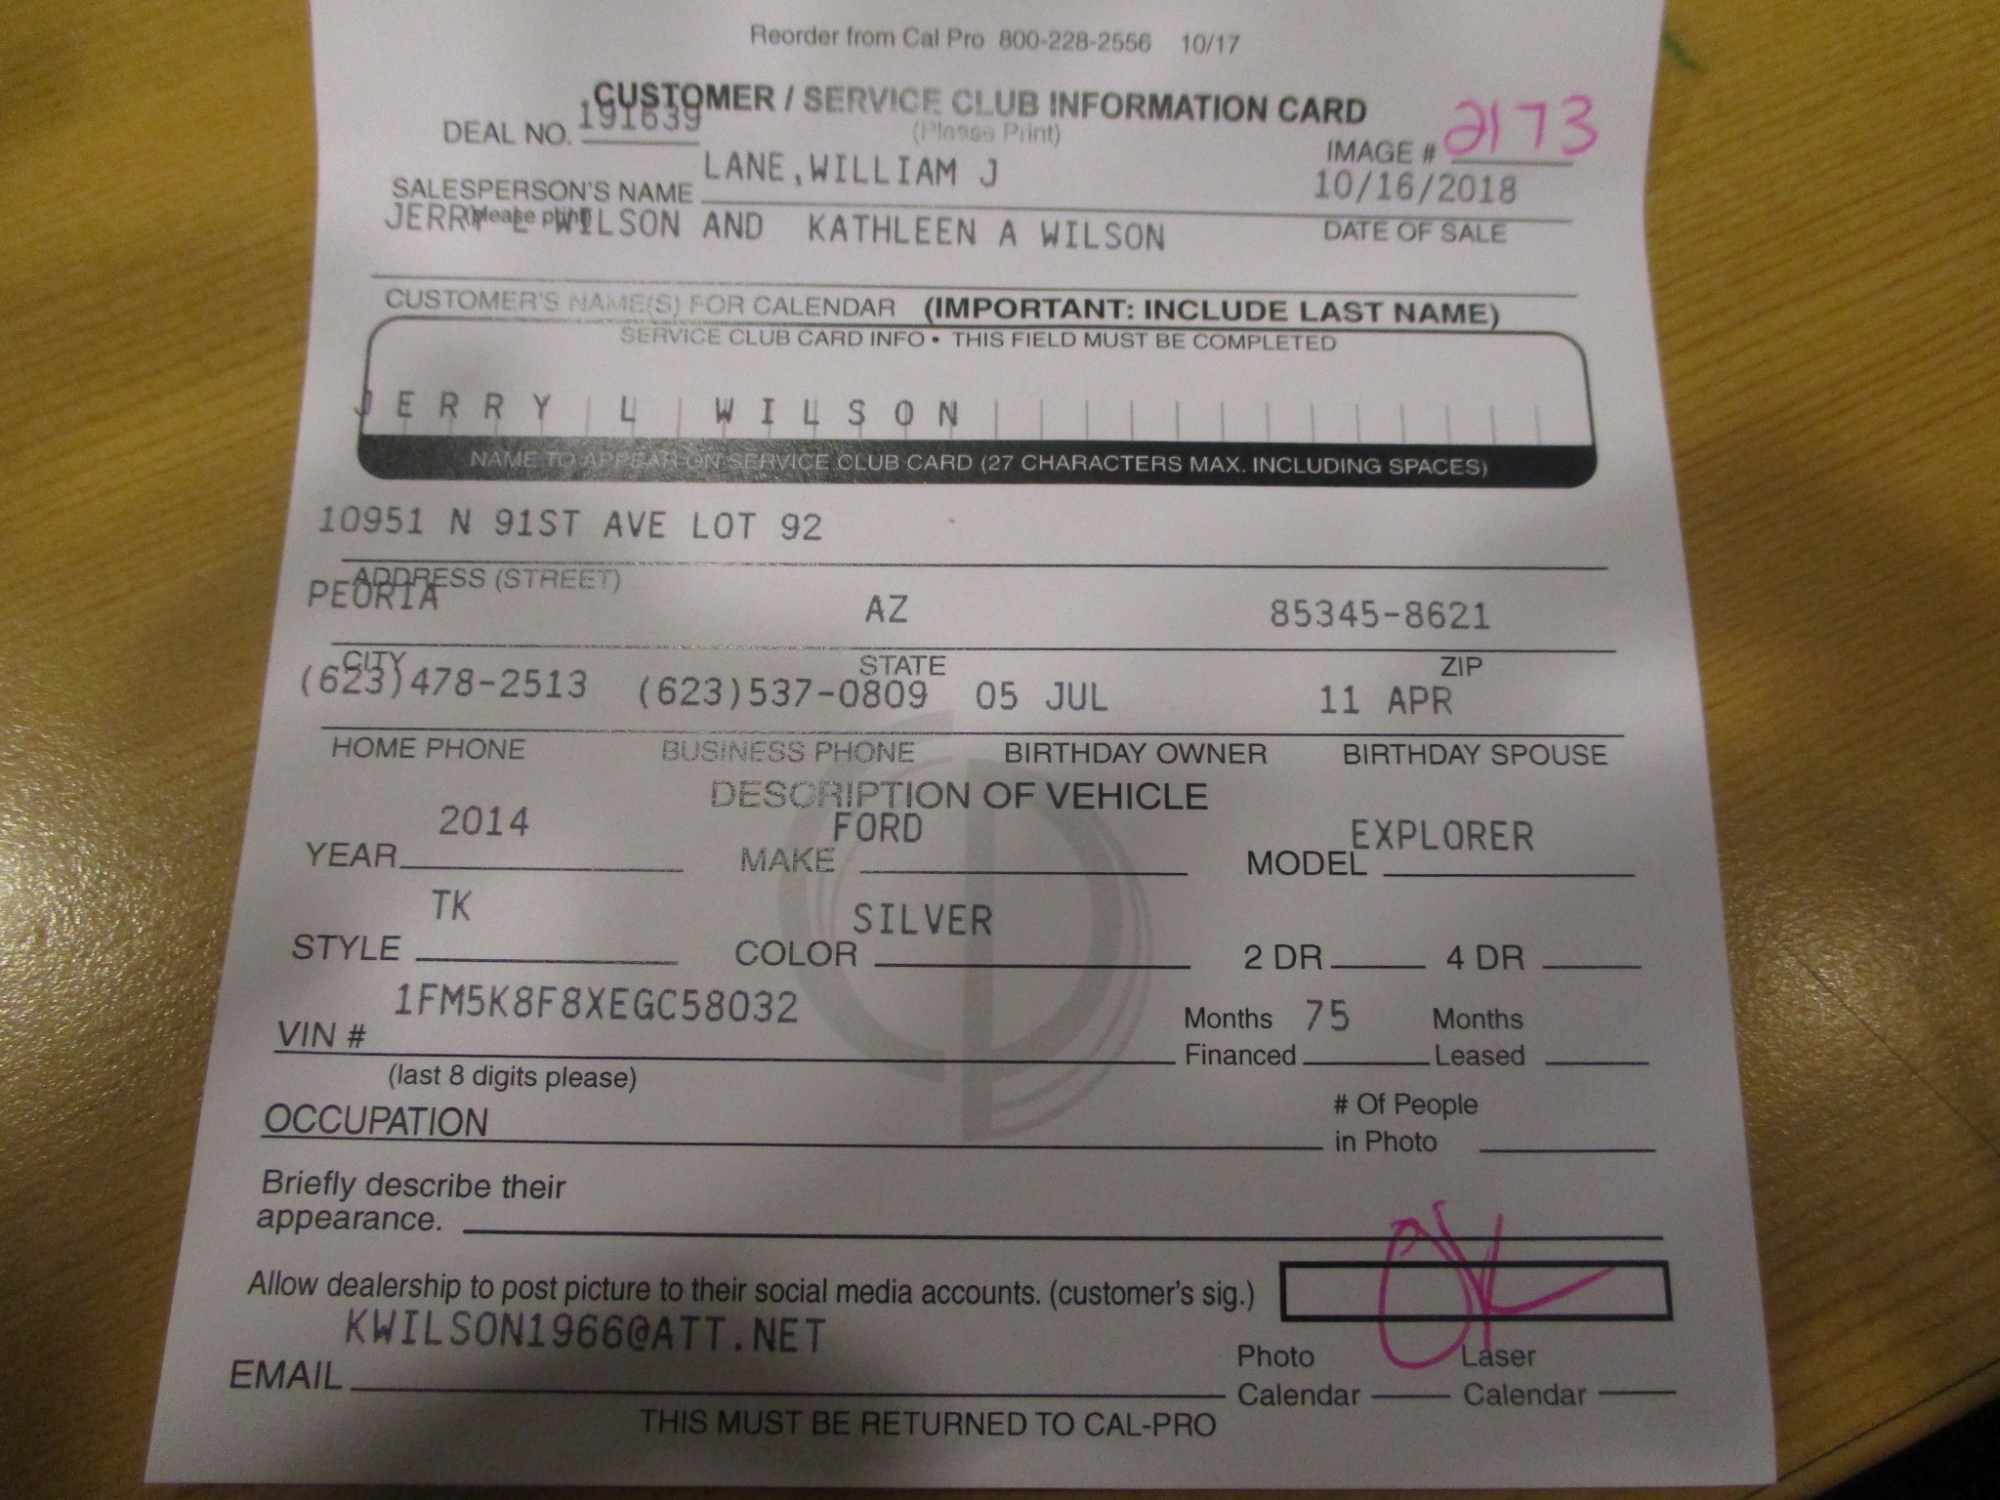 Reorder from Cal Pro 800-228-2556 10/17
CUSTOMER / SERVICE CLUB INFORMATION CARD
(Please Print)
DEAL NO. 191639
IMAGE # 2173
SALESPERSON'S NAME LANE,WILLIAM J
(please print)
10/16/2018
DATE OF SALE
JERRY L WILSON AND KATHLEEN A WILSON
CUSTOMER'S NAME(S) FOR CALENDAR (IMPORTANT: INCLUDE LAST NAME)
SERVICE CLUB CARD INFO • THIS FIELD MUST BE COMPLETED
JERRY L WILSON
NAME TO APPEAR ON SERVICE CLUB CARD (27 CHARACTERS MAX. INCLUDING SPACES)
10951 N 91ST AVE LOT 92
ADDRESS (STREET)
PEORIA AZ 85345-8621
CITY STATE ZIP
(623)478-2513 (623)537-0809 05 JUL 11 APR
HOME PHONE BUSINESS PHONE BIRTHDAY OWNER BIRTHDAY SPOUSE
DESCRIPTION OF VEHICLE
YEAR 2014 MAKE FORD MODEL EXPLORER
STYLE TK COLOR SILVER 2 DR 4 DR
VIN # 1FM5K8F8XEGC58032
(last 8 digits please)
Months Financed 75 Months Leased
OCCUPATION
# Of People in Photo
Briefly describe their
appearance.
Allow dealership to post picture to their social media accounts. (customer's sig.) OK
EMAIL KWILSON1966@ATT.NET
Photo Calendar Laser Calendar
THIS MUST BE RETURNED TO CAL-PRO